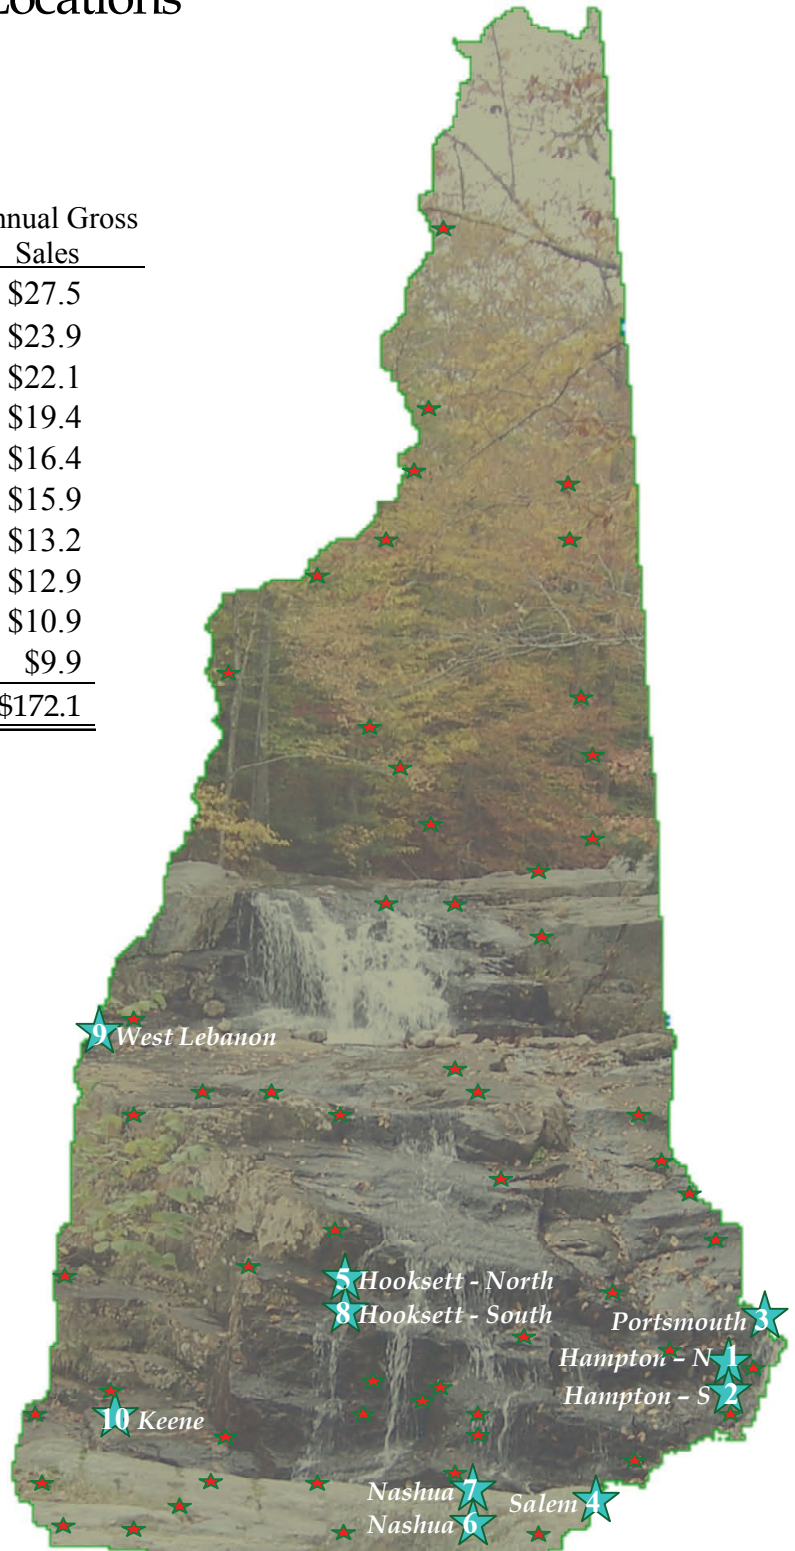 Locations
nnual Gross
Sales
$27.5
$23.9
$22.1
$19.4
$16.4
$15.9
$13.2
$12.9
$10.9
$9.9
$172.1
9 West Lebanon
5 Hooksett - North
8 Hooksett - South
Portsmouth 3
Hampton – N 1
Hampton – S 2
10 Keene
Nashua 7
Salem 4
Nashua 6